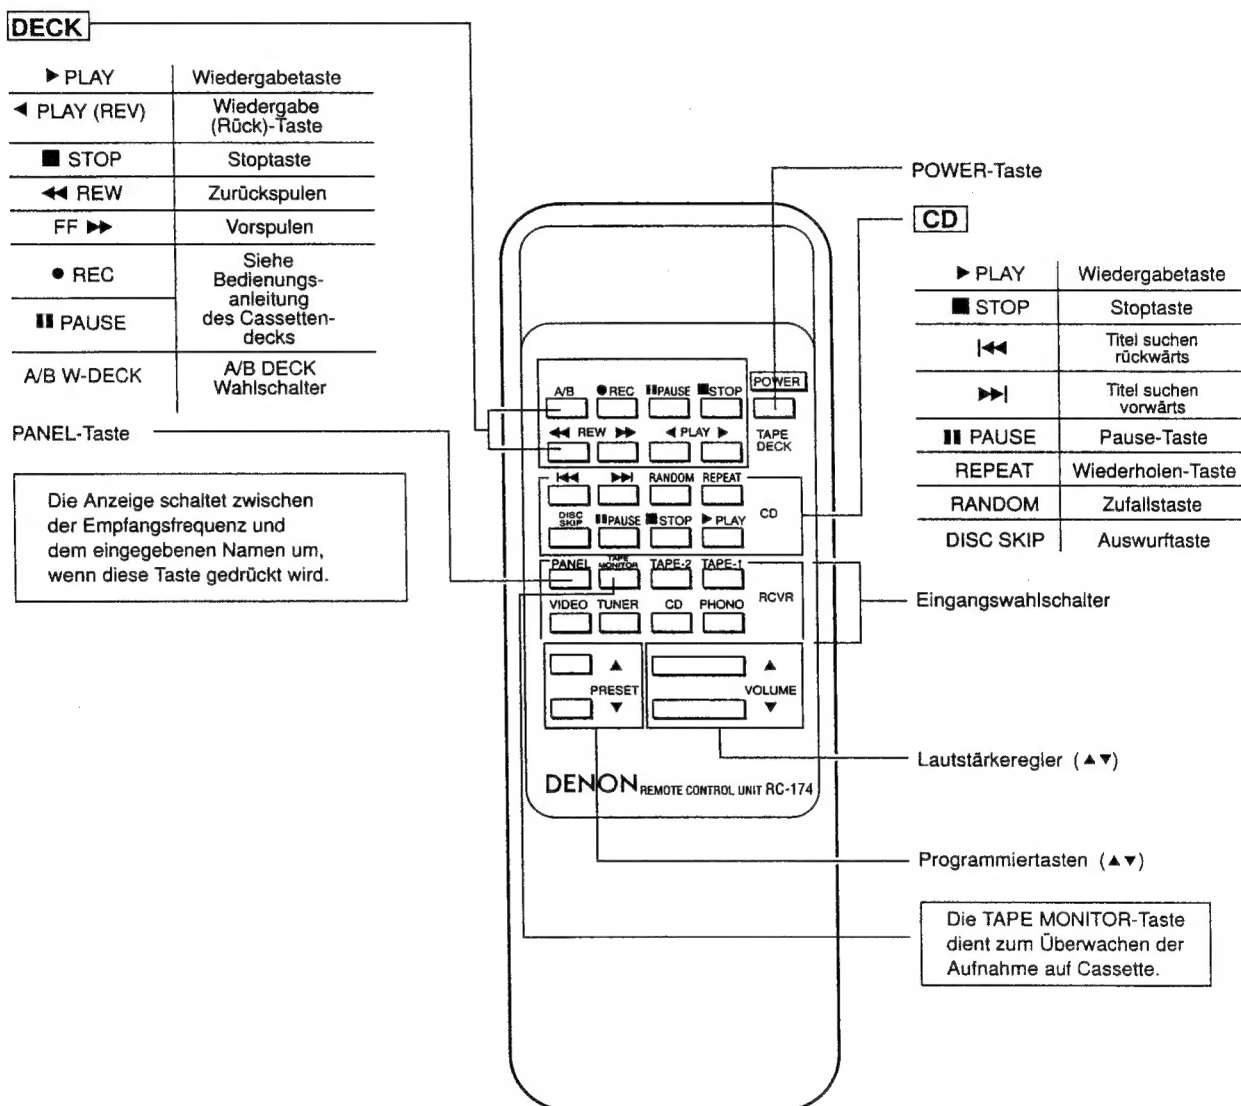 DECK
▶ PLAY Wiedergabetaste
◀ PLAY (REV) Wiedergabe
(Rück)-Taste
■ STOP Stoptaste
◀◀ REW Zurückspulen
FF ▶▶ Vorspulen
● REC Siehe
Bedienungs-
anleitung
des Cassetten-
decks
▮▮ PAUSE
A/B W-DECK A/B DECK
Wahlschalter
PANEL-Taste
Die Anzeige schaltet zwischen
der Empfangsfrequenz und
dem eingegebenen Namen um,
wenn diese Taste gedrückt wird.
POWER-Taste
CD
▶ PLAY Wiedergabetaste
■ STOP Stoptaste
|◀◀ Titel suchen
rückwärts
▶▶| Titel suchen
vorwärts
▮▮ PAUSE Pause-Taste
REPEAT Wiederholen-Taste
RANDOM Zufallstaste
DISC SKIP Auswurftaste
Eingangswahlschalter
Lautstärkeregler (▲▼)
Programmiertasten (▲▼)
Die TAPE MONITOR-Taste
dient zum Überwachen der
Aufnahme auf Cassette.
POWER
A/B ● REC ▮▮ PAUSE ■ STOP
◀◀ REW ▶▶ ◀ PLAY ▶
TAPE
DECK
|◀◀ ▶▶| RANDOM REPEAT
DISC
SKIP ▮▮ PAUSE ■ STOP ▶ PLAY
CD
PANEL TAPE
MONITOR TAPE-2 TAPE-1
VIDEO TUNER CD PHONO
RCVR
▲ ▲
PRESET VOLUME
▼ ▼
DENON REMOTE CONTROL UNIT RC-174